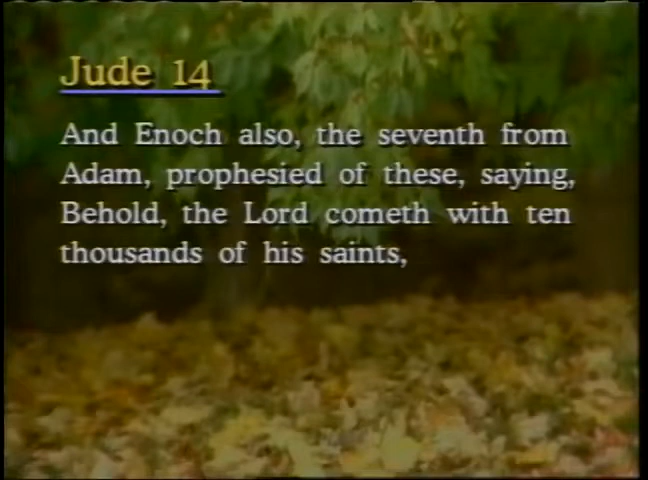 Jude 14
And Enoch also, the seventh from
Adam, prophesied of these, saying,
Behold, the Lord cometh with ten
thousands of his saints,